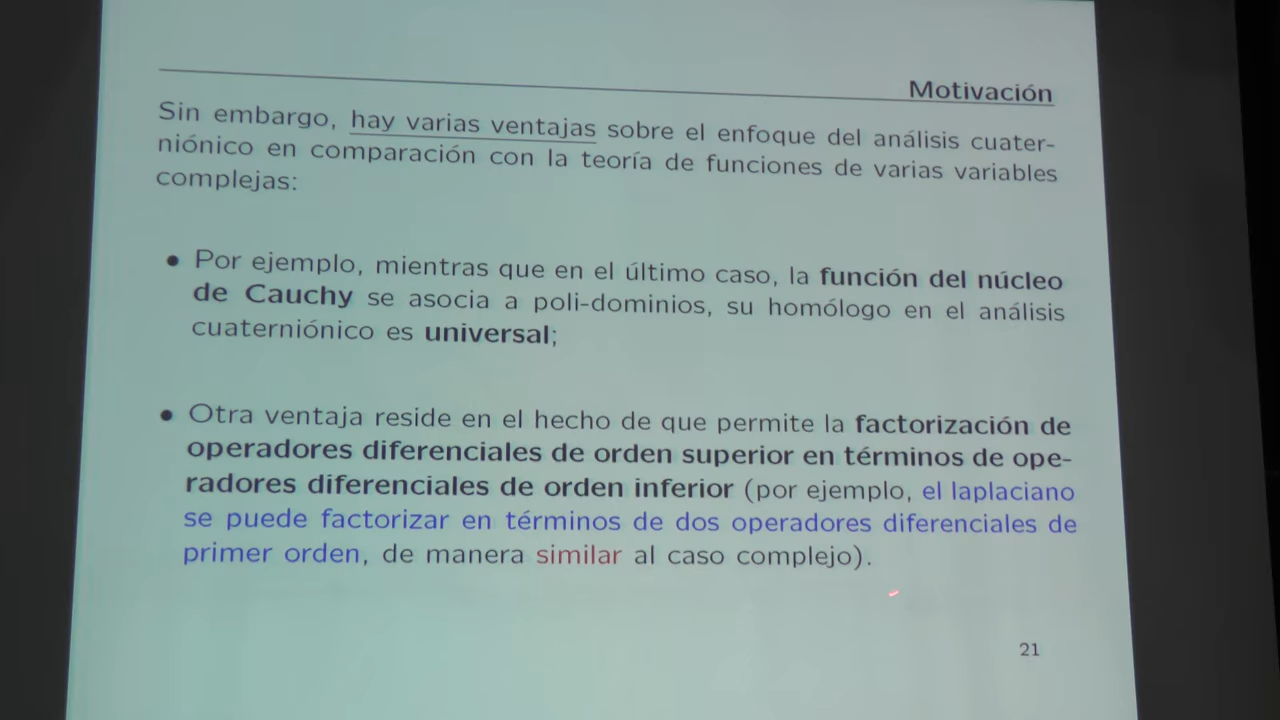 Motivación
Sin embargo, hay varias ventajas sobre el enfoque del análisis cuater-
niónico en comparación con la teoría de funciones de varias variables
complejas:
• Por ejemplo, mientras que en el último caso, la función del núcleo
de Cauchy se asocia a poli-dominios, su homólogo en el análisis
cuaterniónico es universal;
• Otra ventaja reside en el hecho de que permite la factorización de
operadores diferenciales de orden superior en términos de ope-
radores diferenciales de orden inferior (por ejemplo, el laplaciano
se puede factorizar en términos de dos operadores diferenciales de
primer orden, de manera similar al caso complejo).
21